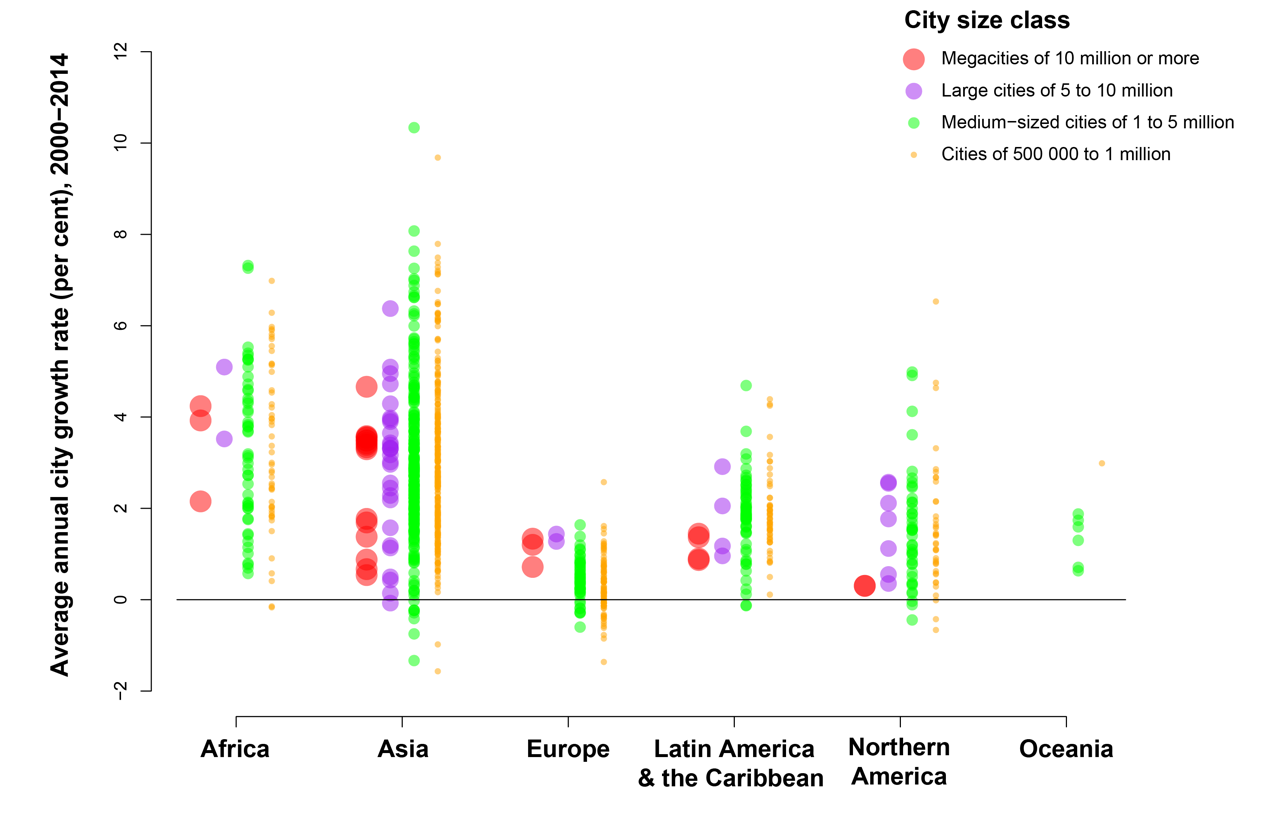 City size class
Megacities of 10 million or more
Large cities of 5 to 10 million
Medium−sized cities of 1 to 5 million
Cities of 500 000 to 1 million
Average annual city growth rate (per cent), 2000−2014
12
10
8
6
4
2
0
−2
Africa
Asia
Europe
Latin America
& the Caribbean
Northern
America
Oceania